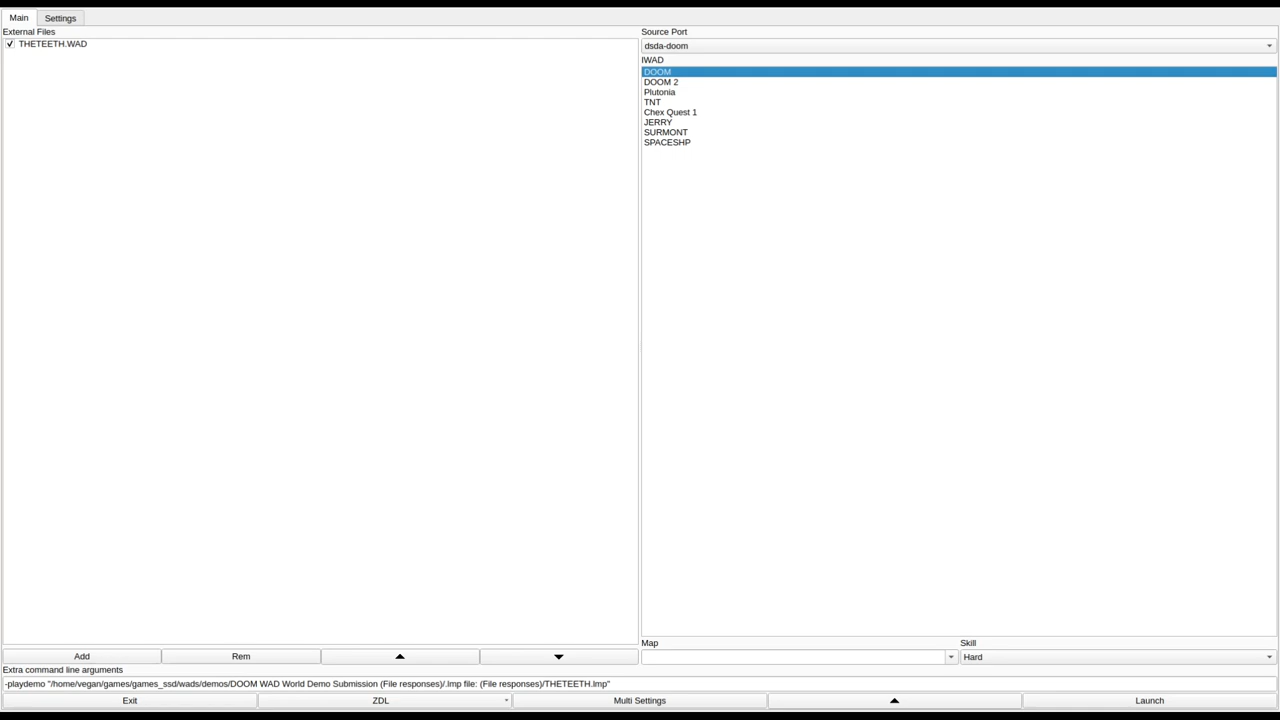 Main Settings
External Files
THETEETH.WAD
Source Port
dsda-doom
IWAD
DOOM
DOOM 2
Plutonia
TNT
Chex Quest 1
JERRY
SURMONT
SPACESHP
Map Skill
Hard
Add Rem
Extra command line arguments
-playdemo "/home/vegan/games/games_ssd/wads/demos/DOOM WAD World Demo Submission (File responses)/.lmp file: (File responses)/THETEETH.lmp"
Exit ZDL Multi Settings Launch